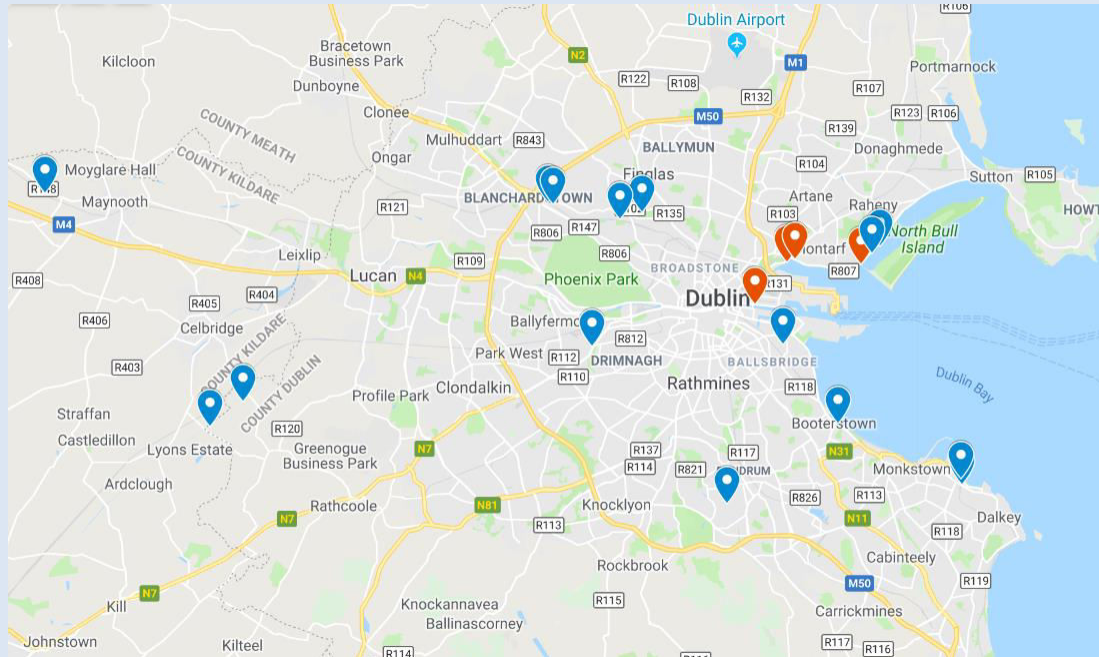 R106
Dublin Airport
Kilcloon
Bracetown
Business Park
N2
M1
Portmarnock
Dunboyne
R122
R108
R132
R107
Clonee
M50
R123
R106
COUNTY MEATH
Mulhuddart
R843
R139
BALLYMUN
Donaghmede
Ongar
R104
Moyglare Hall
COUNTY KILDARE
Finglas
Sutton
R105
Maynooth
BLANCHARDSTOWN
Artane
Raheny
R121
R135
R103
HOWT
M4
R806
R147
North Bull
Island
Leixlip
R109
R806
R807
Lucan
N4
BROADSTONE
R408
Phoenix Park
R131
R405
R404
Dublin
R406
Celbridge
Ballyfermo
R812
R403
COUNTY KILDARE
COUNTY DUBLIN
Park West
R112
DRIMNAGH
BALLSBRIDGE
R110
Rathmines
Dublin Bay
Profile Park
Clondalkin
R118
Straffan
Castledillon
R120
Booterstown
Lyons Estate
Greenogue
Business Park
N7
R137
R117
N31
R114
R821
Monkstown
Ardclough
Rathcoole
N81
Knocklyon
R826
R113
N7
R113
N11
Dalkey
R118
Rockbrook
Cabinteely
R119
N7
M50
Kill
Knockannavea
Ballinascorney
R115
Carrickmines
Johnstown
Kilteel
R114
R117
R116